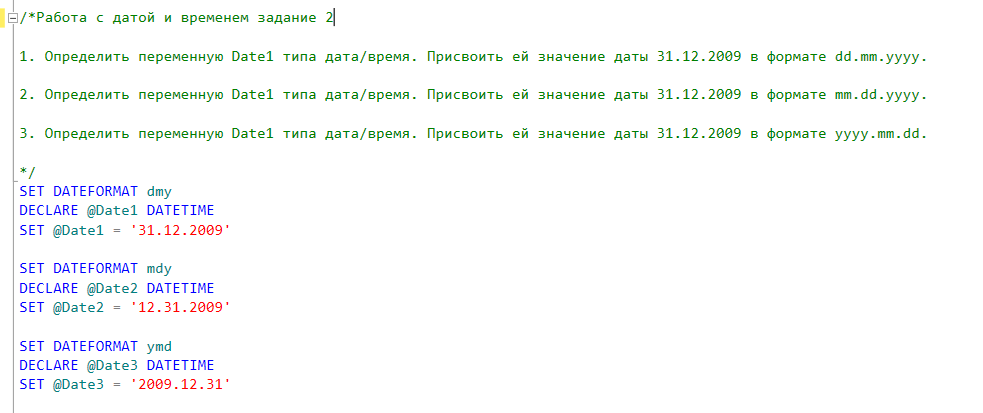 /*Работа с датой и временем задание 2
1. Определить переменную Date1 типа дата/время. Присвоить ей значение даты 31.12.2009 в формате dd.mm.yyyy.
2. Определить переменную Date1 типа дата/время. Присвоить ей значение даты 31.12.2009 в формате mm.dd.yyyy.
3. Определить переменную Date1 типа дата/время. Присвоить ей значение даты 31.12.2009 в формате yyyy.mm.dd.
*/
SET DATEFORMAT dmy
DECLARE @Date1 DATETIME
SET @Date1 = '31.12.2009'
SET DATEFORMAT mdy
DECLARE @Date2 DATETIME
SET @Date2 = '12.31.2009'
SET DATEFORMAT ymd
DECLARE @Date3 DATETIME
SET @Date3 = '2009.12.31'